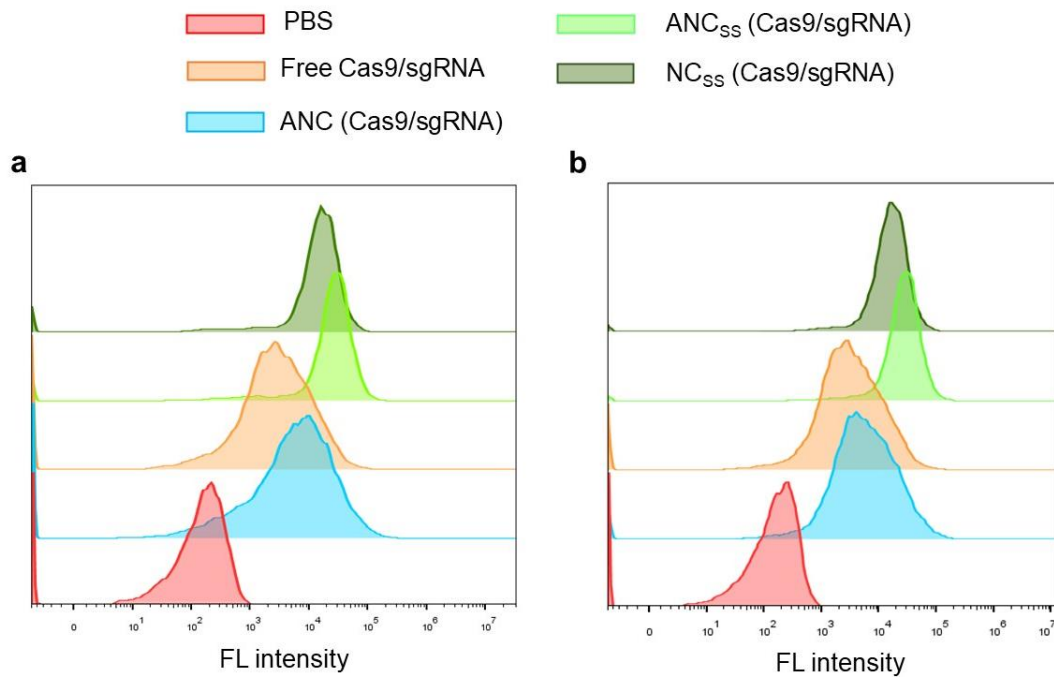 PBS
Free Cas9/sgRNA
ANC (Cas9/sgRNA)
ANCSS (Cas9/sgRNA)
NCSS (Cas9/sgRNA)
a
0 10^1 10^2 10^3 10^4 10^5 10^6 10^7
FL intensity
b
0 10^1 10^2 10^3 10^4 10^5 10^6 10^7
FL intensity